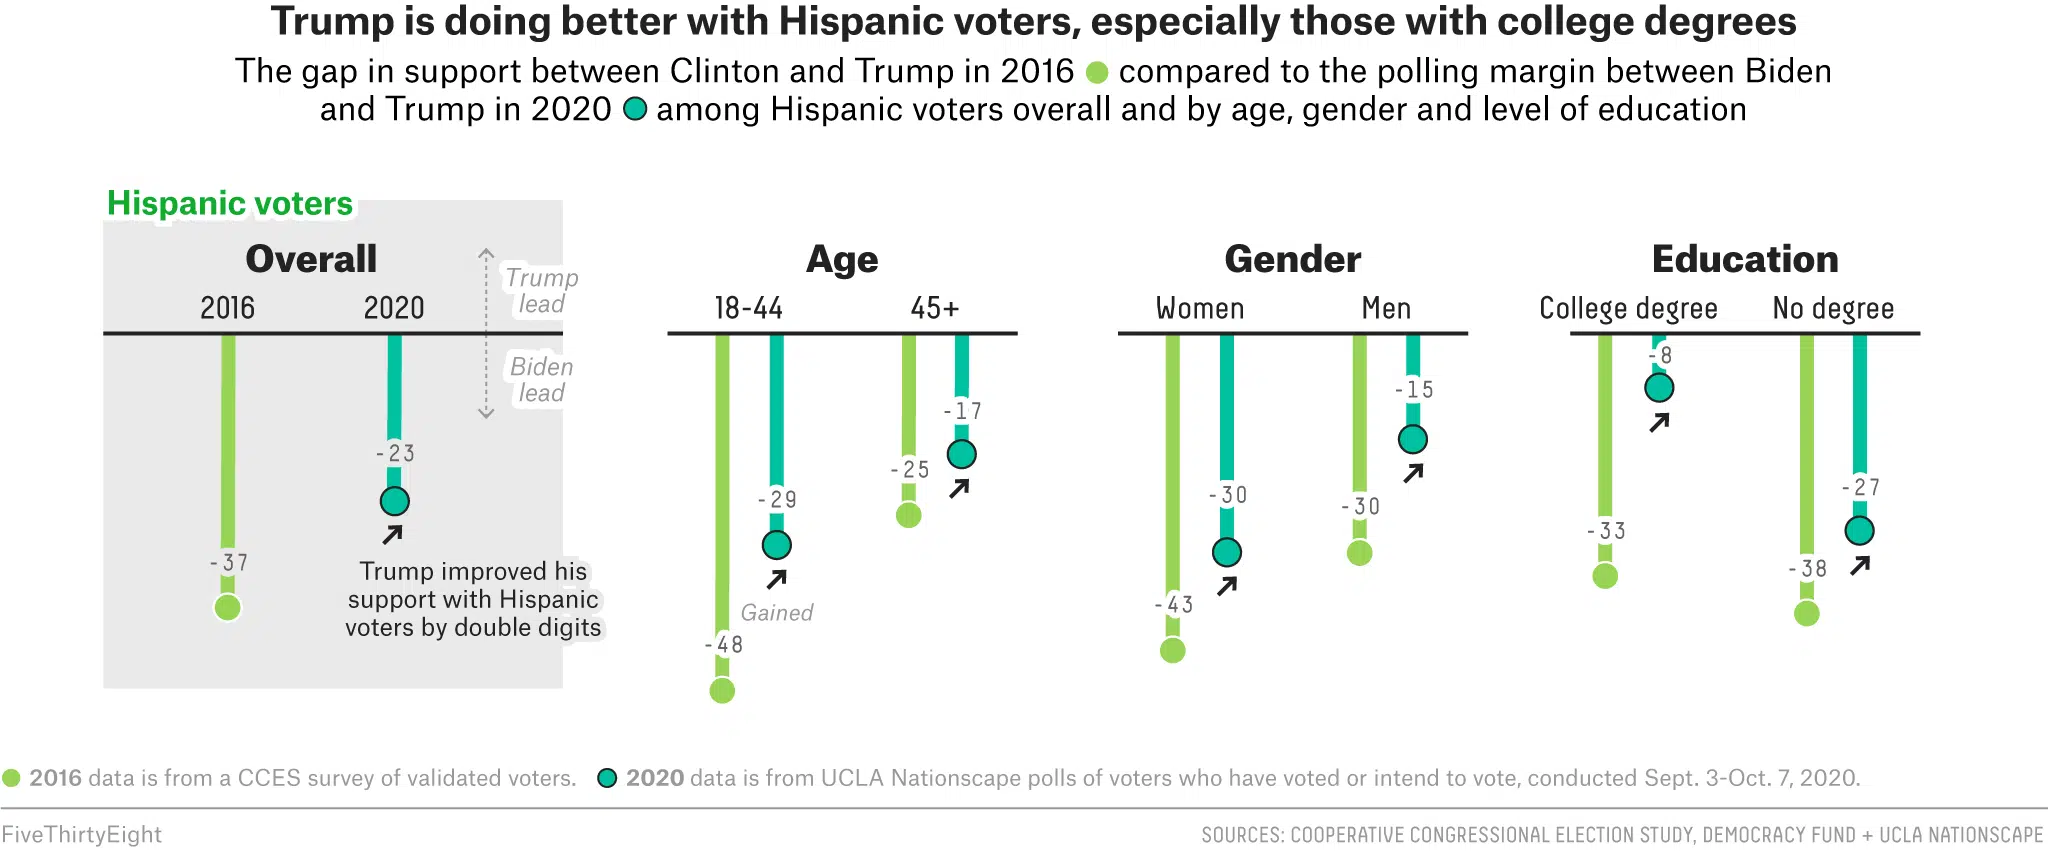 Trump is doing better with Hispanic voters, especially those with college degrees
The gap in support between Clinton and Trump in 2016 compared to the polling margin between Biden
and Trump in 2020 among Hispanic voters overall and by age, gender and level of education
Hispanic voters
Overall
2016 2020
Trump
lead
Biden
lead
-37
-23
Trump improved his
support with Hispanic
voters by double digits
Age
18-44 45+
-48
-29
Gained
-25
-17
Gender
Women Men
-43
-30
-30
-15
Education
College degree No degree
-33
-8
-38
-27
2016 data is from a CCES survey of validated voters. 2020 data is from UCLA Nationscape polls of voters who have voted or intend to vote, conducted Sept. 3-Oct. 7, 2020.
FiveThirtyEight
SOURCES: COOPERATIVE CONGRESSIONAL ELECTION STUDY, DEMOCRACY FUND + UCLA NATIONSCAPE